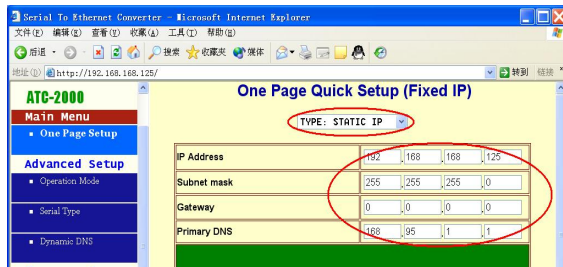 Serial To Ethernet Converter - Microsoft Internet Explorer
文件(F) 编辑(E) 查看(V) 收藏(A) 工具(T) 帮助(H)
后退 搜索 收藏夹 媒体
地址(D) http://192.168.168.125/ 转到 链接
ATC-2000
Main Menu
One Page Setup
Advanced Setup
Operation Mode
Serial Type
Dynamic DNS
One Page Quick Setup (Fixed IP)
TYPE: STATIC IP
IP Address 192 .168 .168 .125
Subnet mask 255 .255 .255 .0
Gateway 0 .0 .0 .0
Primary DNS 168 .95 .1 .1